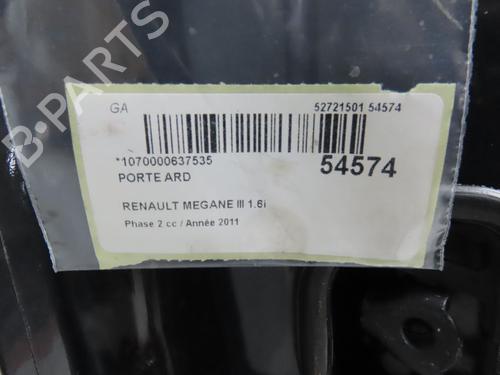 GA
52721501 54574
*1070000637535
54574
PORTE ARD
RENAULT MEGANE III 1.6i
Phase 2 cc / Année 2011
B-PARTS